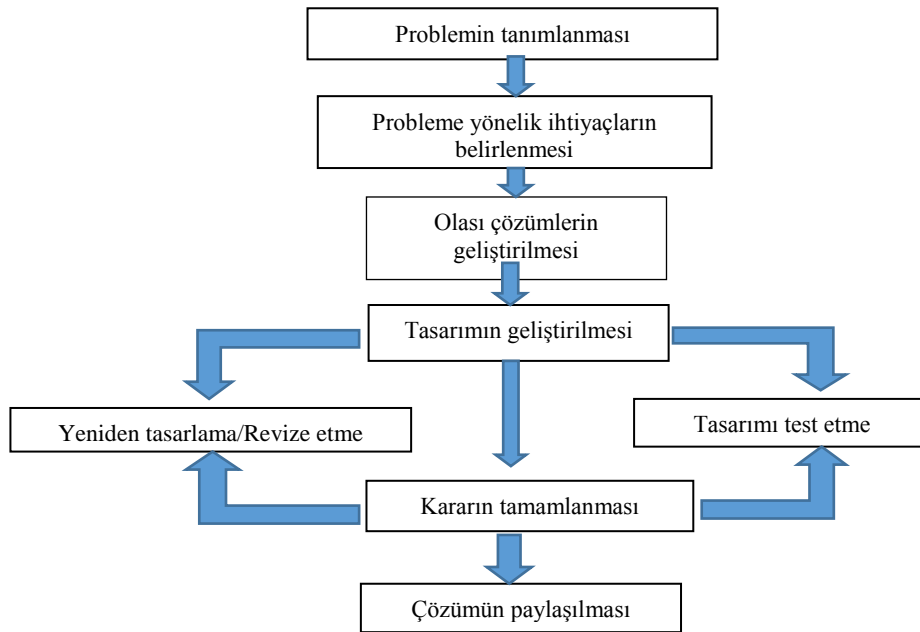 Problemin tanımlanması
Probleme yönelik ihtiyaçların
belirlenmesi
Olası çözümlerin
geliştirilmesi
Tasarımın geliştirilmesi
Yeniden tasarlama/Revize etme
Tasarımı test etme
Kararın tamamlanması
Çözümün paylaşılması